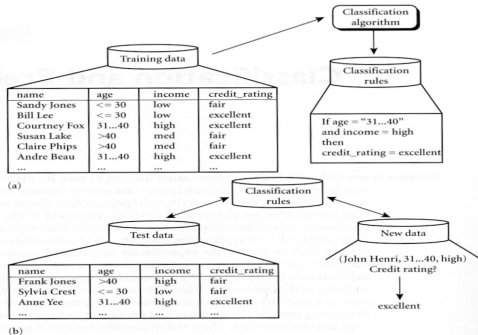 Classification
algorithm
Training data
name age income credit_rating
Sandy Jones <= 30 low fair
Bill Lee <= 30 low excellent
Courtney Fox 31...40 high excellent
Susan Lake >40 med fair
Claire Phips >40 med fair
Andre Beau 31...40 high excellent
...
Classification
rules
If age = “31...40”
and income = high
then
credit_rating = excellent
(a)
Classification
rules
Test data
name age income credit_rating
Frank Jones >40 high fair
Sylvia Crest <= 30 low fair
Anne Yee 31...40 high excellent
... ... ... ...
New data
(John Henri, 31...40, high)
Credit rating?
excellent
(b)